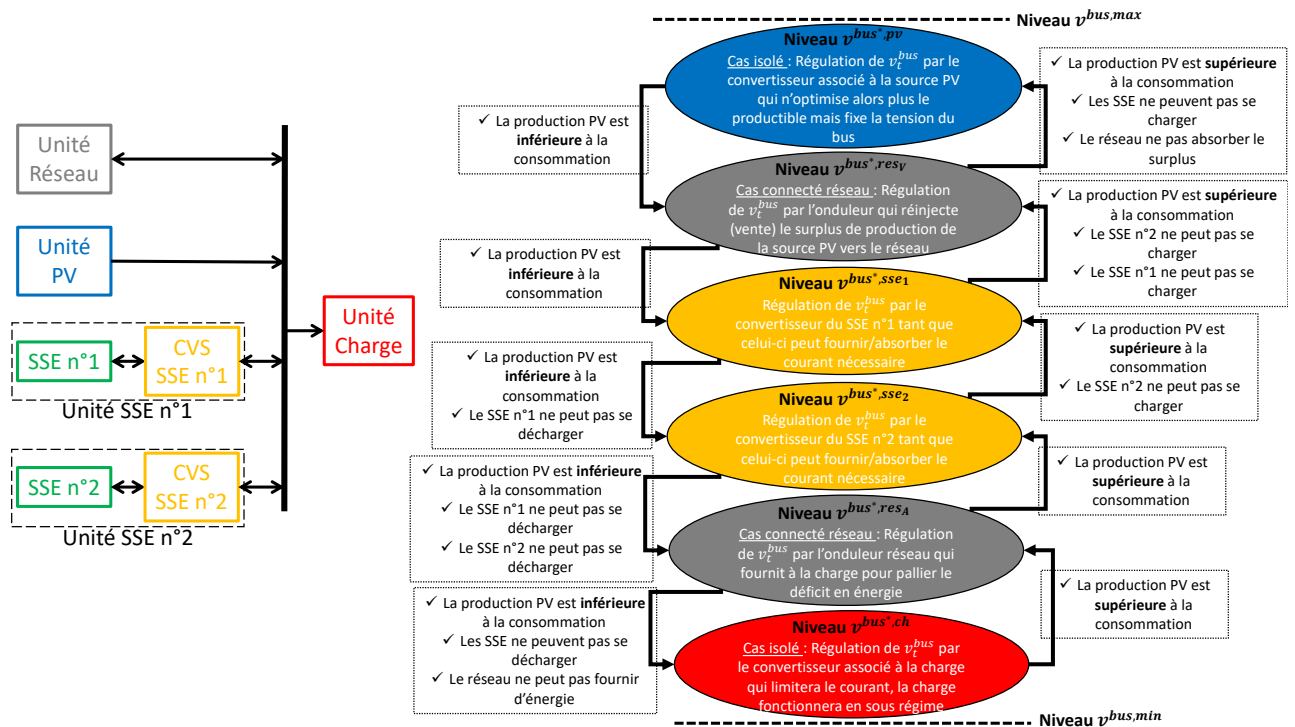 Unité
Réseau
Unité
PV
SSE n°1
CVS
SSE n°1
Unité SSE n°1
SSE n°2
CVS
SSE n°2
Unité SSE n°2
Unité
Charge
Niveau v^{bus,max}
Niveau v^{bus*,pv}
Cas isolé : Régulation de v_t^{bus} par le
convertisseur associé à la source PV
qui n’optimise alors plus le
productible mais fixe la tension du
bus
✓ La production PV est
inférieure à la
consommation
✓ La production PV est supérieure
à la consommation
✓ Les SSE ne peuvent pas se
charger
✓ Le réseau ne pas absorber le
surplus
Niveau v^{bus*,res_V}
Cas connecté réseau : Régulation
de v_t^{bus} par l’onduleur qui réinjecte
(vente) le surplus de production de
la source PV vers le réseau
✓ La production PV est
inférieure à la
consommation
✓ La production PV est supérieure
à la consommation
✓ Le SSE n°2 ne peut pas se
charger
✓ Le SSE n°1 ne peut pas se
charger
Niveau v^{bus*,sse_1}
Régulation de v_t^{bus} par le
convertisseur du SSE n°1 tant que
celui-ci peut fournir/absorber le
courant nécessaire
✓ La production PV est
inférieure à la
consommation
✓ Le SSE n°1 ne peut pas se
décharger
✓ La production PV est
supérieure à la
consommation
✓ Le SSE n°2 ne peut pas se
charger
Niveau v^{bus*,sse_2}
Régulation de v_t^{bus} par le
convertisseur du SSE n°2 tant que
celui-ci peut fournir/absorber le
courant nécessaire
✓ La production PV est inférieure
à la consommation
✓ Le SSE n°1 ne peut pas se
décharger
✓ Le SSE n°2 ne peut pas se
décharger
✓ La production PV est
supérieure à la
consommation
Niveau v^{bus*,res_A}
Cas connecté réseau : Régulation
de v_t^{bus} par l’onduleur réseau qui
fournit à la charge pour pallier le
déficit en énergie
✓ La production PV est inférieure
à la consommation
✓ Les SSE ne peuvent pas se
décharger
✓ Le réseau ne peut pas fournir
d’énergie
✓ La production PV est
supérieure à la
consommation
Niveau v^{bus*,ch}
Cas isolé : Régulation de v_t^{bus} par
le convertisseur associé à la charge
qui limitera le courant, la charge
fonctionnera en sous régime
Niveau v^{bus,min}